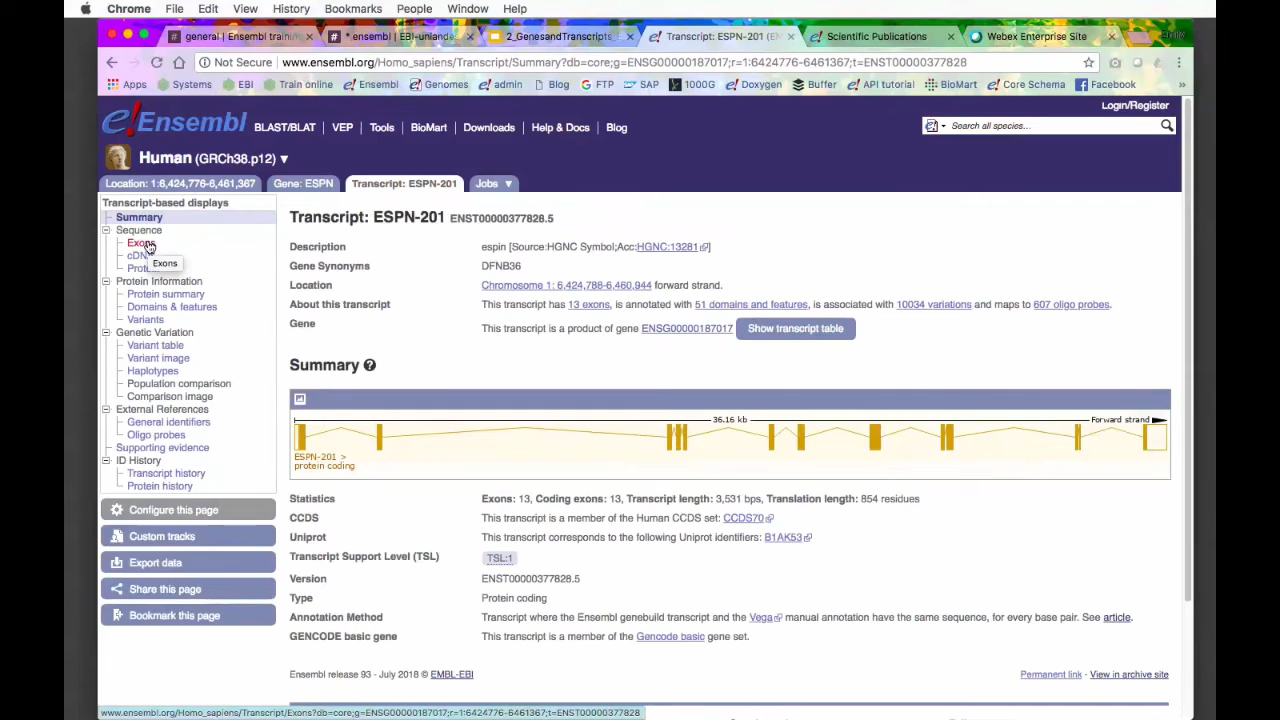 Chrome File Edit View History Bookmarks People Window Help
general | Ensembl training
* ensembl | EBI-uniande
2_GenesandTranscripts
Transcript: ESPN-201 (EN
Scientific Publications
Webex Enterprise Site
Not Secure www.ensembl.org/Homo_sapiens/Transcript/Summary?db=core;g=ENSG00000187017;r=1:6424776-6461367;t=ENST00000377828
Apps Systems EBI Train online Ensembl Genomes admin Blog FTP SAP 1000G Doxygen Buffer API tutorial BioMart Core Schema Facebook »
Login/Register
e!Ensembl BLAST/BLAT VEP Tools BioMart Downloads Help & Docs Blog
Search all species...
Human (GRCh38.p12) ▼
Location: 1:6,424,776-6,461,367 Gene: ESPN Transcript: ESPN-201 Jobs ▼
Transcript-based displays
Summary
Sequence
Exons
cDN
Prot
Exons
Protein Information
Protein summary
Domains & features
Variants
Genetic Variation
Variant table
Variant image
Haplotypes
Population comparison
Comparison image
External References
General identifiers
Oligo probes
Supporting evidence
ID History
Transcript history
Protein history
Configure this page
Custom tracks
Export data
Share this page
Bookmark this page
Transcript: ESPN-201 ENST00000377828.5
Description espin [Source:HGNC Symbol;Acc:HGNC:13281]
Gene Synonyms DFNB36
Location Chromosome 1: 6,424,788-6,460,944 forward strand.
About this transcript This transcript has 13 exons, is annotated with 51 domains and features, is associated with 10034 variations and maps to 607 oligo probes.
Gene This transcript is a product of gene ENSG00000187017 Show transcript table
Summary ?
36.16 kb Forward strand
ESPN-201 >
protein coding
Statistics Exons: 13, Coding exons: 13, Transcript length: 3,531 bps, Translation length: 854 residues
CCDS This transcript is a member of the Human CCDS set: CCDS70
Uniprot This transcript corresponds to the following Uniprot identifiers: B1AK53
Transcript Support Level (TSL) TSL:1
Version ENST00000377828.5
Type Protein coding
Annotation Method Transcript where the Ensembl genebuild transcript and the Vega manual annotation have the same sequence, for every base pair. See article.
GENCODE basic gene This transcript is a member of the Gencode basic gene set.
Ensembl release 93 - July 2018 © EMBL-EBI Permanent link - View in archive site
www.ensembl.org/Homo_sapiens/Transcript/Exons?db=core;g=ENSG00000187017;r=1:6424776-6461367;t=ENST00000377828